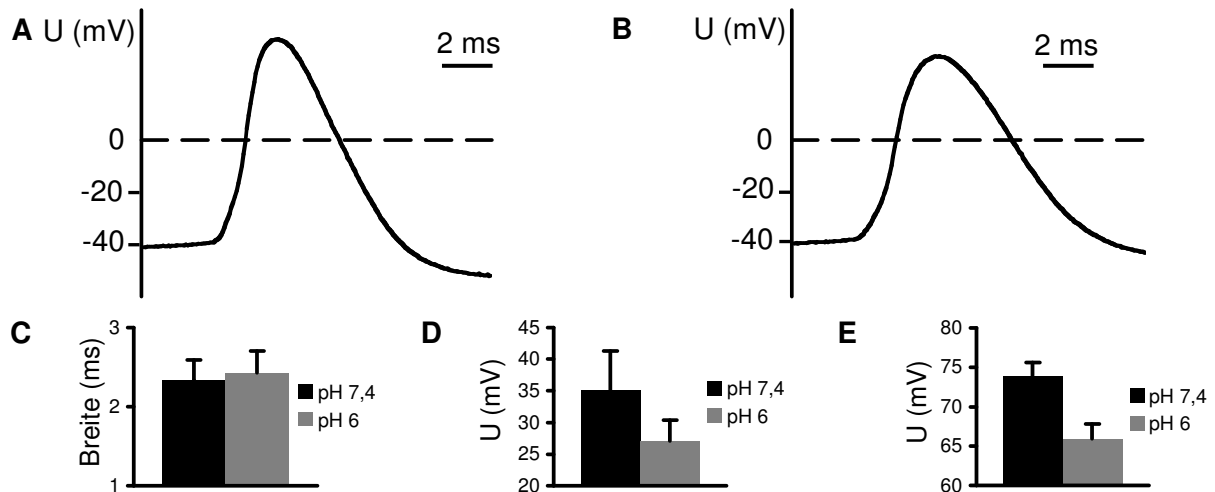 A U (mV)
2 ms
0
-20
-40
B U (mV)
2 ms
0
-20
-40
C
Breite (ms)
3
2
1
pH 7,4
pH 6
D
U (mV)
45
40
35
30
25
20
pH 7,4
pH 6
E
U (mV)
80
75
70
65
60
pH 7,4
pH 6